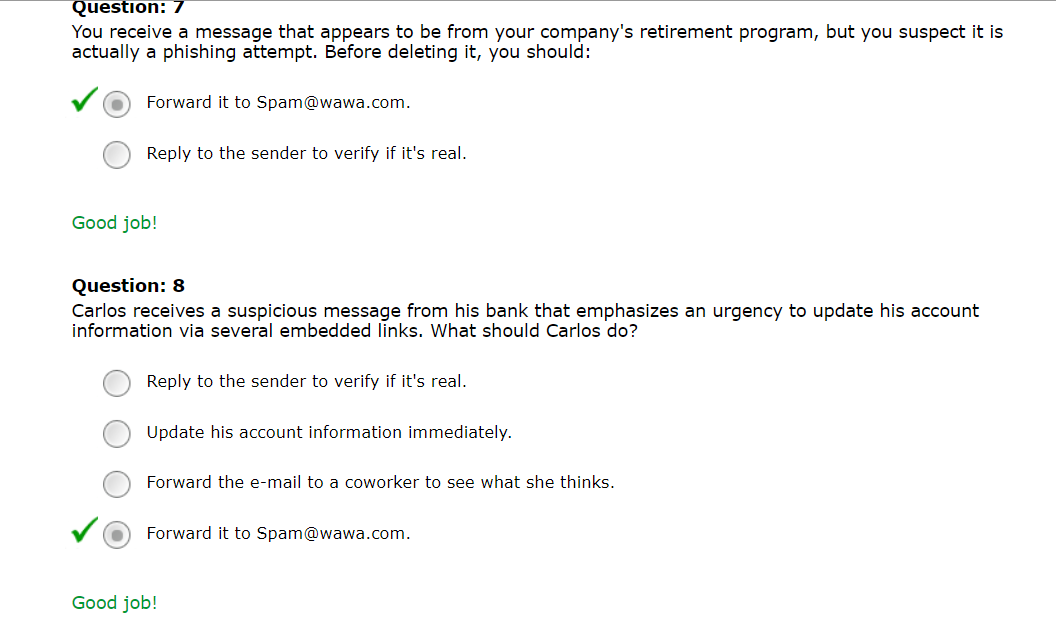 Question: 7
You receive a message that appears to be from your company's retirement program, but you suspect it is
actually a phishing attempt. Before deleting it, you should:
Forward it to Spam@wawa.com.
Reply to the sender to verify if it's real.
Good job!
Question: 8
Carlos receives a suspicious message from his bank that emphasizes an urgency to update his account
information via several embedded links. What should Carlos do?
Reply to the sender to verify if it's real.
Update his account information immediately.
Forward the e-mail to a coworker to see what she thinks.
Forward it to Spam@wawa.com.
Good job!